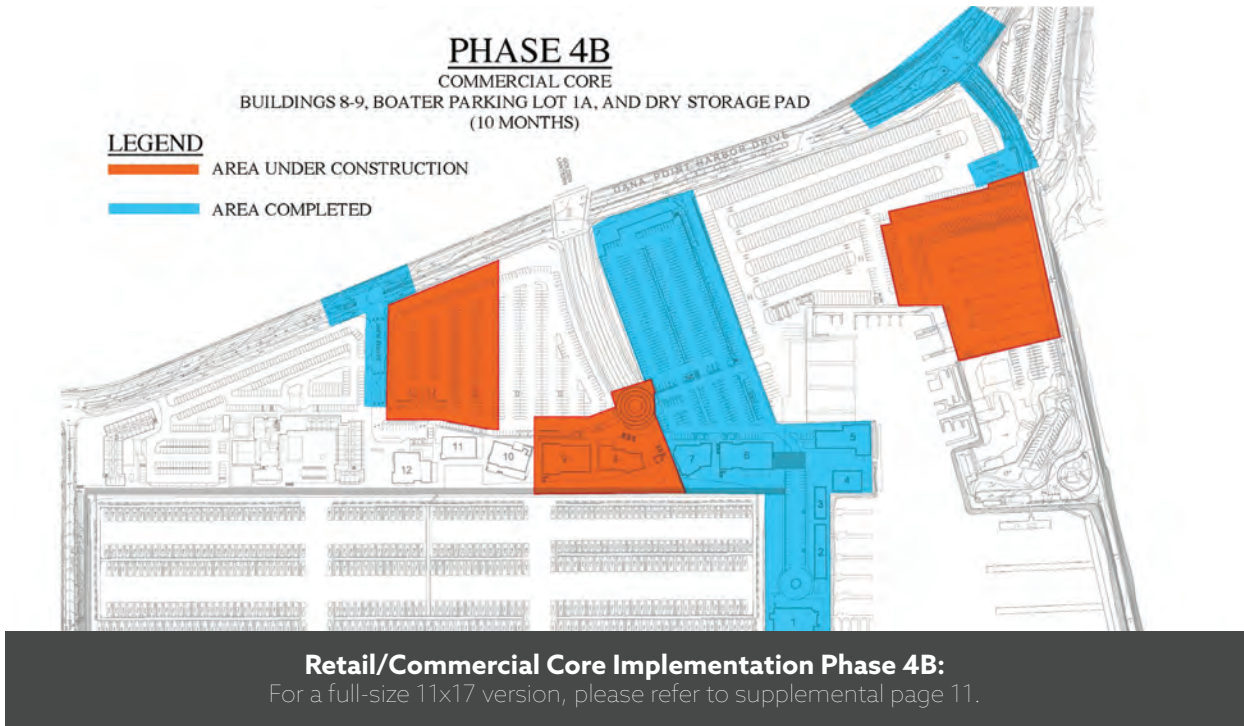 PHASE 4B
COMMERCIAL CORE
BUILDINGS 8-9, BOATER PARKING LOT 1A, AND DRY STORAGE PAD
(10 MONTHS)
LEGEND
AREA UNDER CONSTRUCTION
AREA COMPLETED
DANA POINT HARBOR DRIVE
12
11
10
9
8
7
6
5
4
3
2
1
Retail/Commercial Core Implementation Phase 4B:
For a full-size 11x17 version, please refer to supplemental page 11.